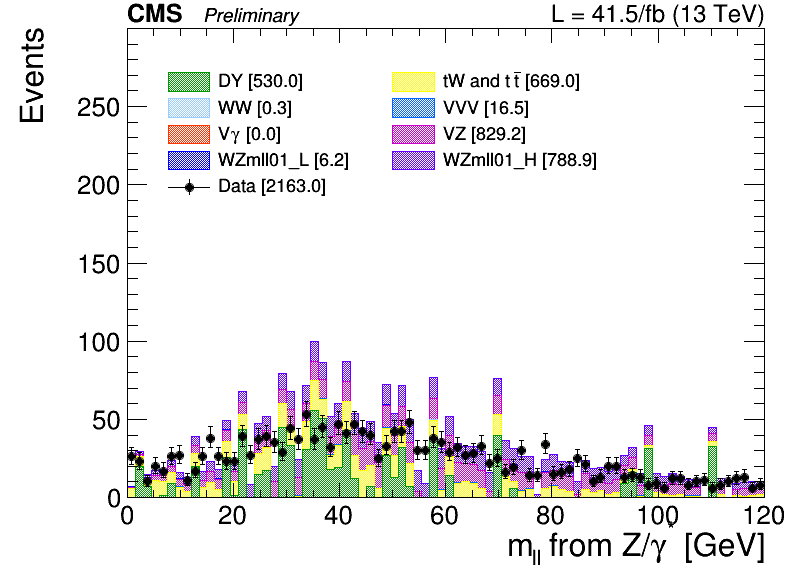 CMS Preliminary L = 41.5/fb (13 TeV)
Events
DY [530.0] tW and t t̄ [669.0]
WW [0.3] VVV [16.5]
Vγ [0.0] VZ [829.2]
WZmll01_L [6.2] WZmll01_H [788.9]
Data [2163.0]
250
200
150
100
50
0
0 20 40 60 80 100 120
m_ll from Z/γ* [GeV]